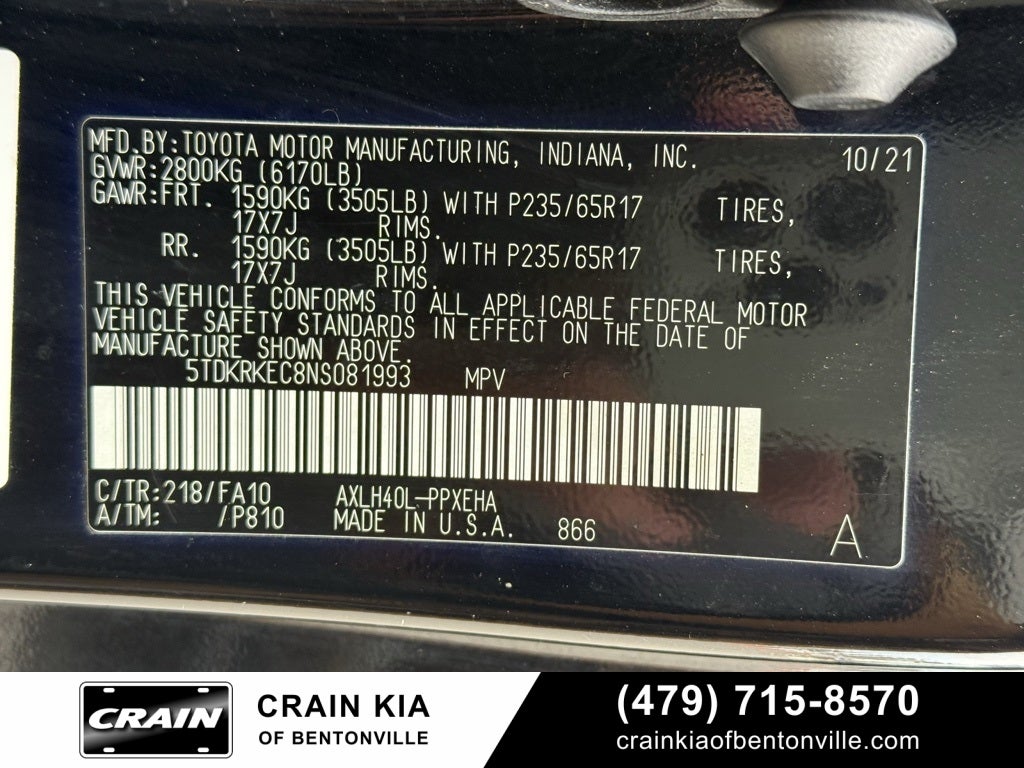 MFD.BY:TOYOTA MOTOR MANUFACTURING, INDIANA, INC. 10/21
GVWR:2800KG (6170LB)
GAWR:FRT. 1590KG (3505LB) WITH P235/65R17 TIRES,
17X7J RIMS.
RR. 1590KG (3505LB) WITH P235/65R17 TIRES,
17X7J RIMS.
THIS VEHICLE CONFORMS TO ALL APPLICABLE FEDERAL MOTOR
VEHICLE SAFETY STANDARDS IN EFFECT ON THE DATE OF
MANUFACTURE SHOWN ABOVE.
5TDKRKEC8NS081993 MPV
C/TR:218/FA10 AXLH40L-PPXEHA
A/TM: /P810 MADE IN U.S.A. 866 A
CRAIN
CRAIN KIA
OF BENTONVILLE
(479) 715-8570
crainkiaofbentonville.com